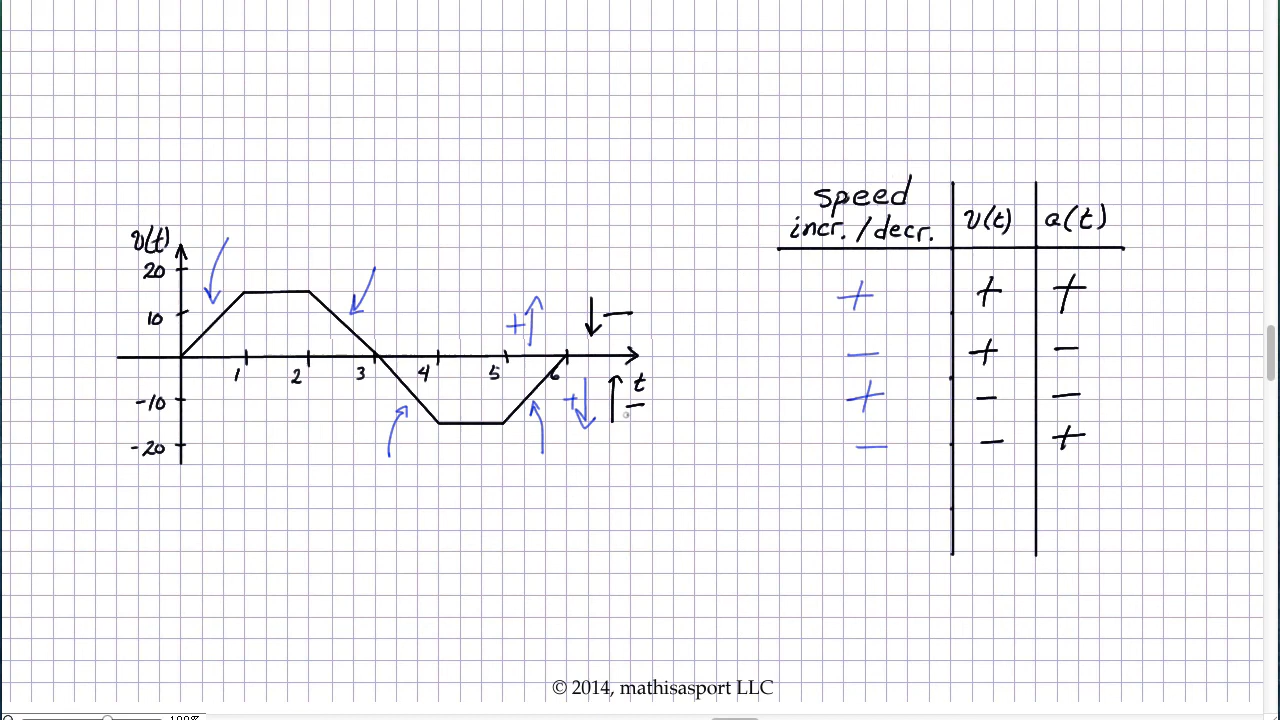 speed
incr. / decr. v(t) a(t)
+ + +
− + −
+ − −
− − +
v(t)
20
10
-10
-20
1 2 3 4 5 6
t
+ −
+ −
© 2014, mathisasport LLC